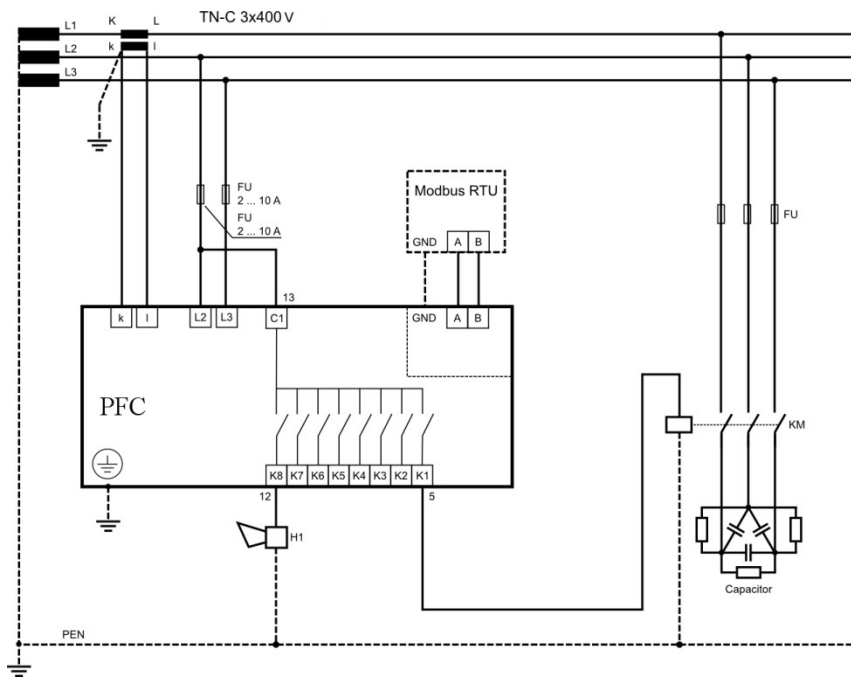 TN-C 3x400 V
L1 K L
L2 k l
L3
FU
2 ... 10 A
FU
2 ... 10 A
Modbus RTU
GND A B
FU
13
k l L2 L3 C1 GND A B
PFC
KM
K8 K7 K6 K5 K4 K3 K2 K1
12 5
H1
Capacitor
PEN